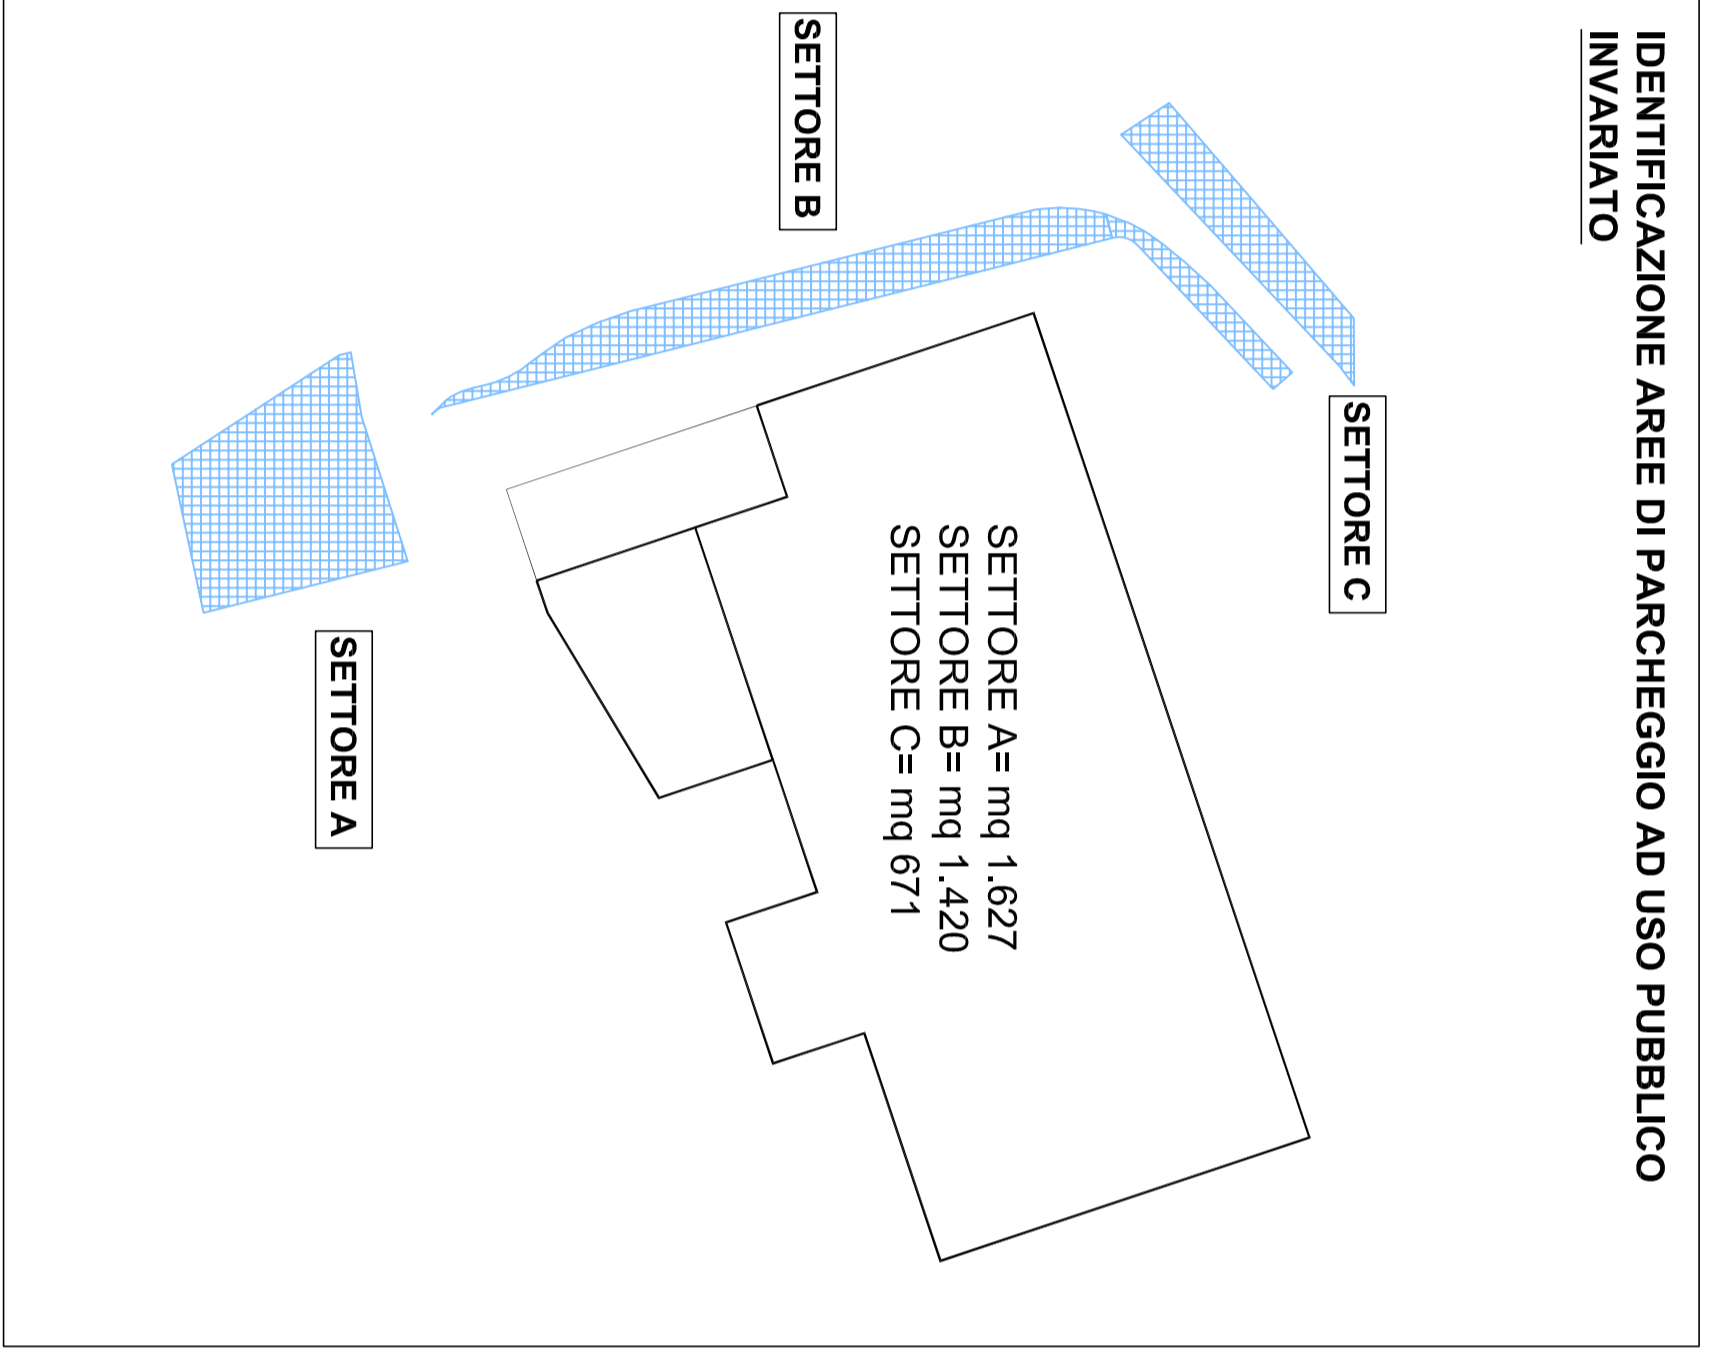 IDENTIFICAZIONE AREE DI PARCHEGGIO AD USO PUBBLICO
INVARIATO
SETTORE C
SETTORE A= mq 1.627
SETTORE B= mq 1.420
SETTORE C= mq 671
SETTORE B
SETTORE A